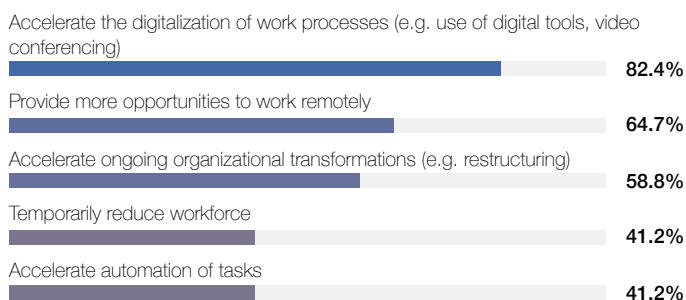 Accelerate the digitalization of work processes (e.g. use of digital tools, video
conferencing)
82.4%
Provide more opportunities to work remotely
64.7%
Accelerate ongoing organizational transformations (e.g. restructuring)
58.8%
Temporarily reduce workforce
41.2%
Accelerate automation of tasks
41.2%